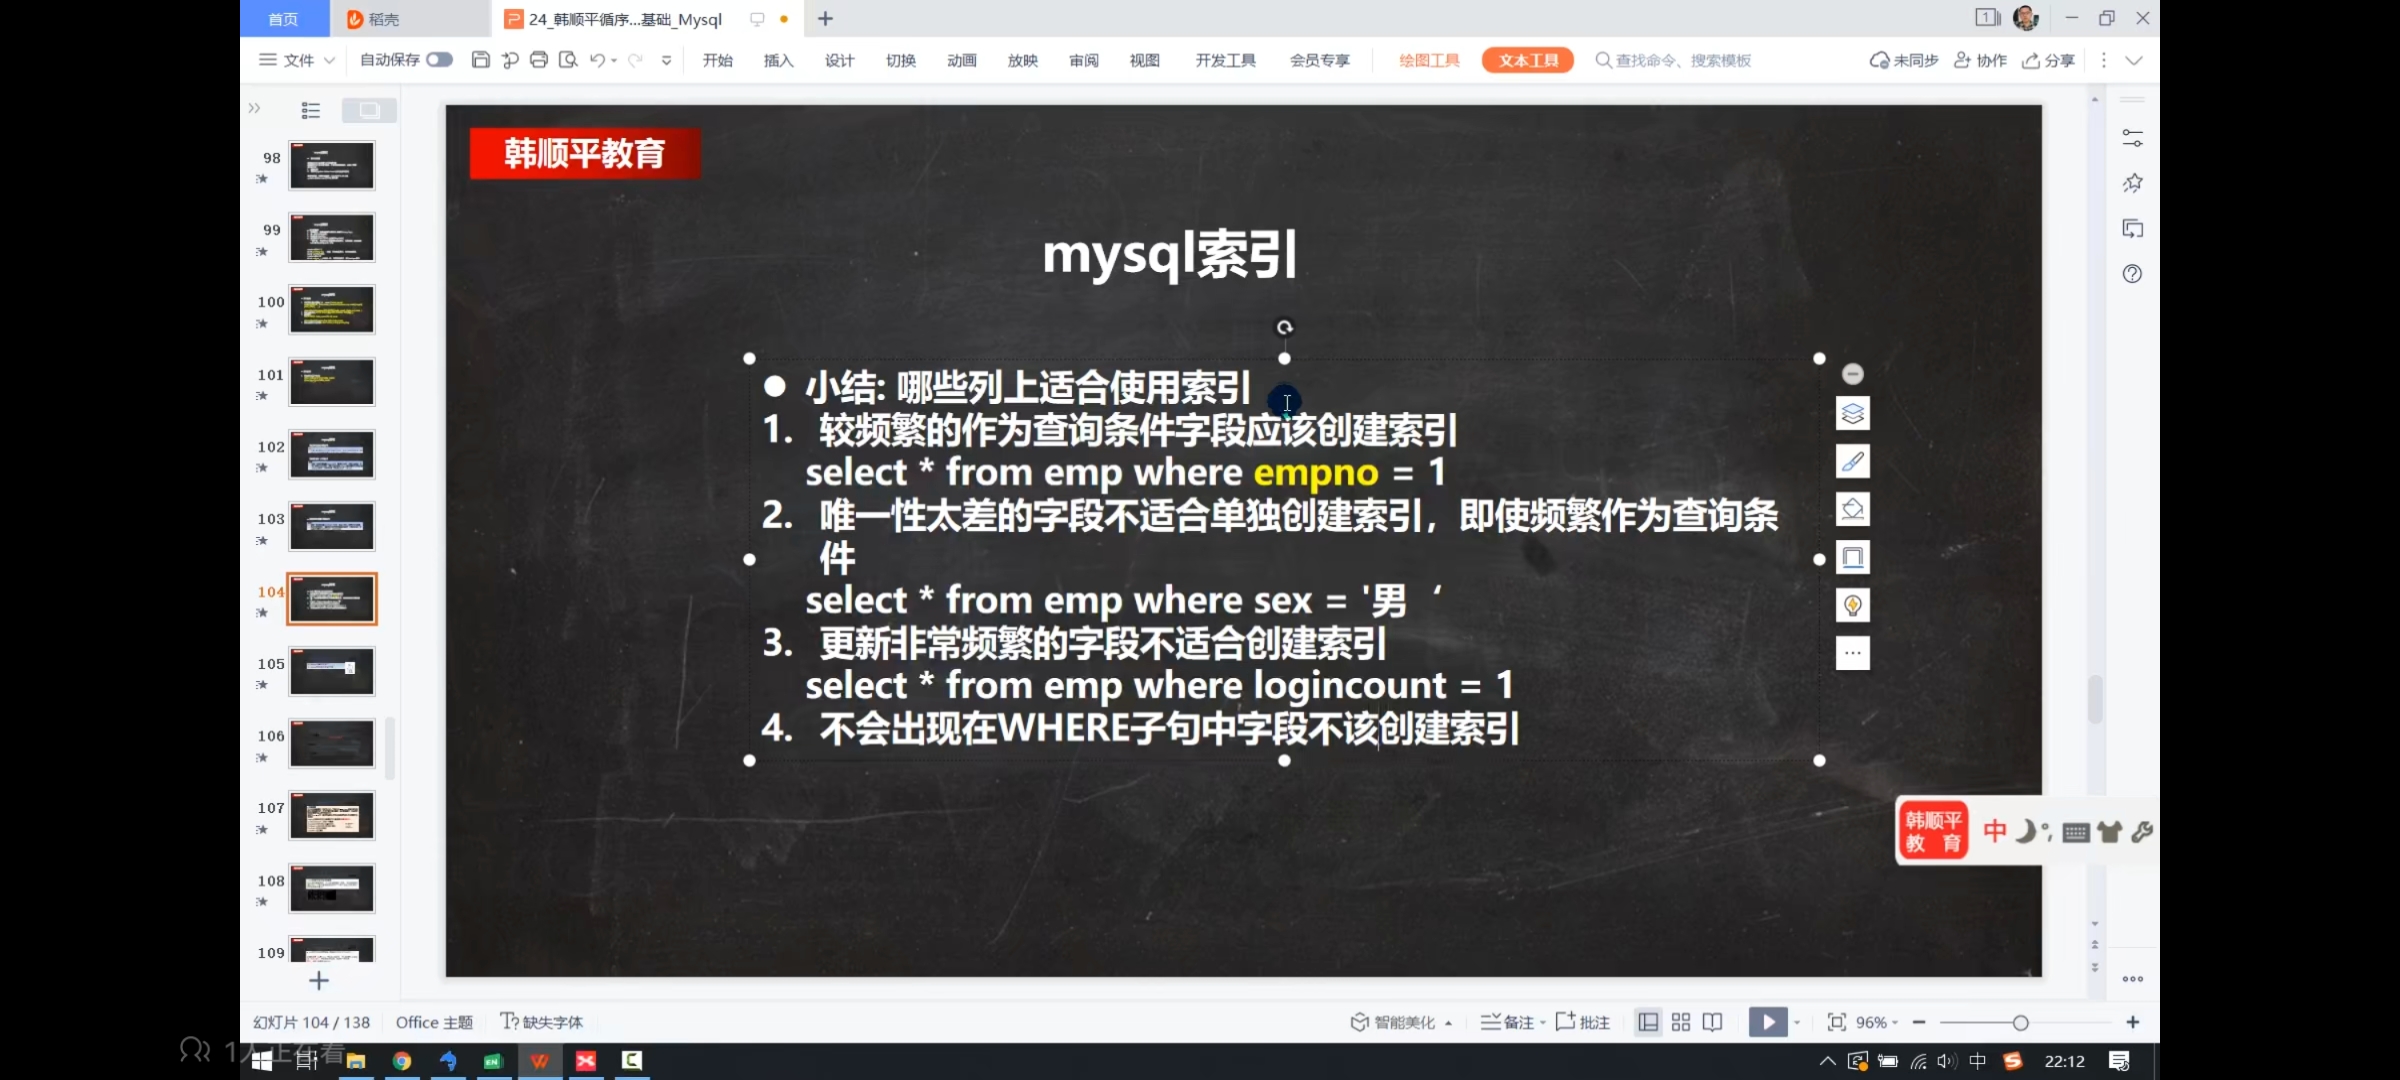 首页
稻壳
24_韩顺平循序...基础_Mysql
文件
自动保存
开始
插入
设计
切换
动画
放映
审阅
视图
开发工具
会员专享
绘图工具
文本工具
查找命令、搜索模板
未同步
协作
分享
98
99
100
101
102
103
104
105
106
107
108
109
韩顺平教育
mysql索引
● 小结: 哪些列上适合使用索引
1. 较频繁的作为查询条件字段应该创建索引
select * from emp where empno = 1
2. 唯一性太差的字段不适合单独创建索引，即使频繁作为查询条
件
select * from emp where sex = '男‘
3. 更新非常频繁的字段不适合创建索引
select * from emp where logincount = 1
4. 不会出现在WHERE子句中字段不该创建索引
韩顺平
教 育
中
幻灯片 104 / 138
Office 主题
缺失字体
智能美化
备注
批注
96%
1人正在看
中
22:12